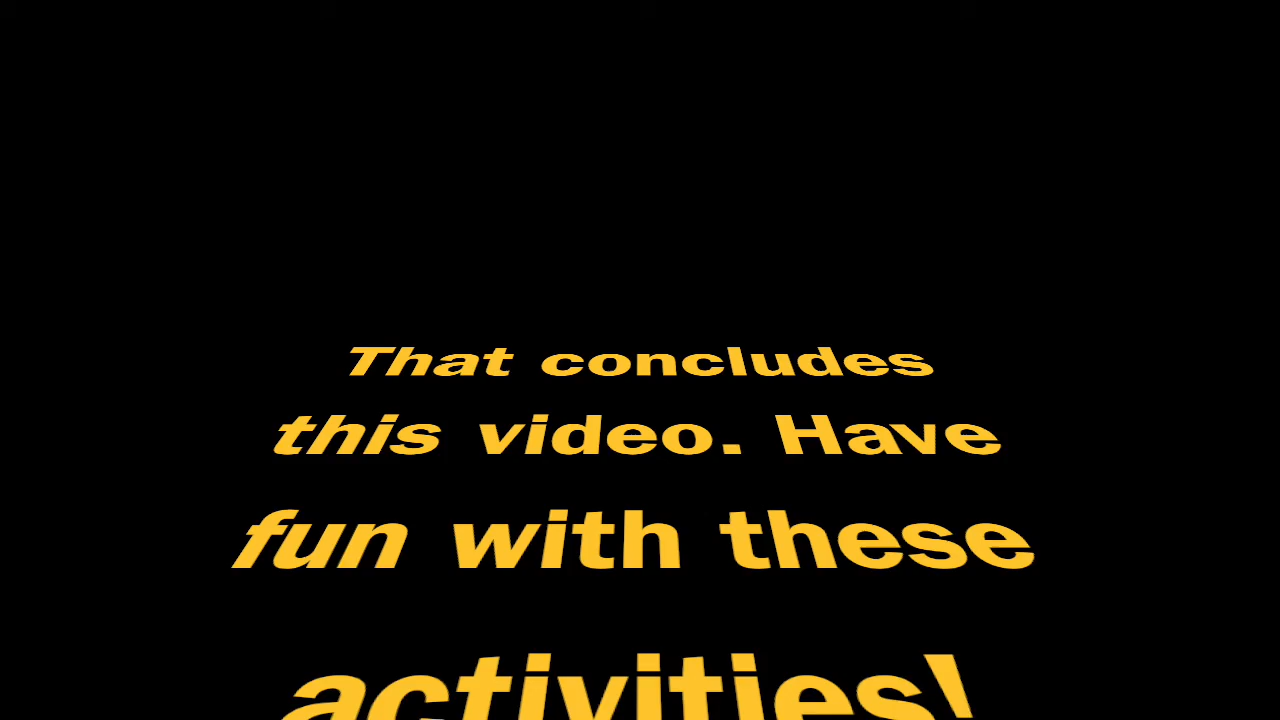 That concludes
this video. Have
fun with these
activities!